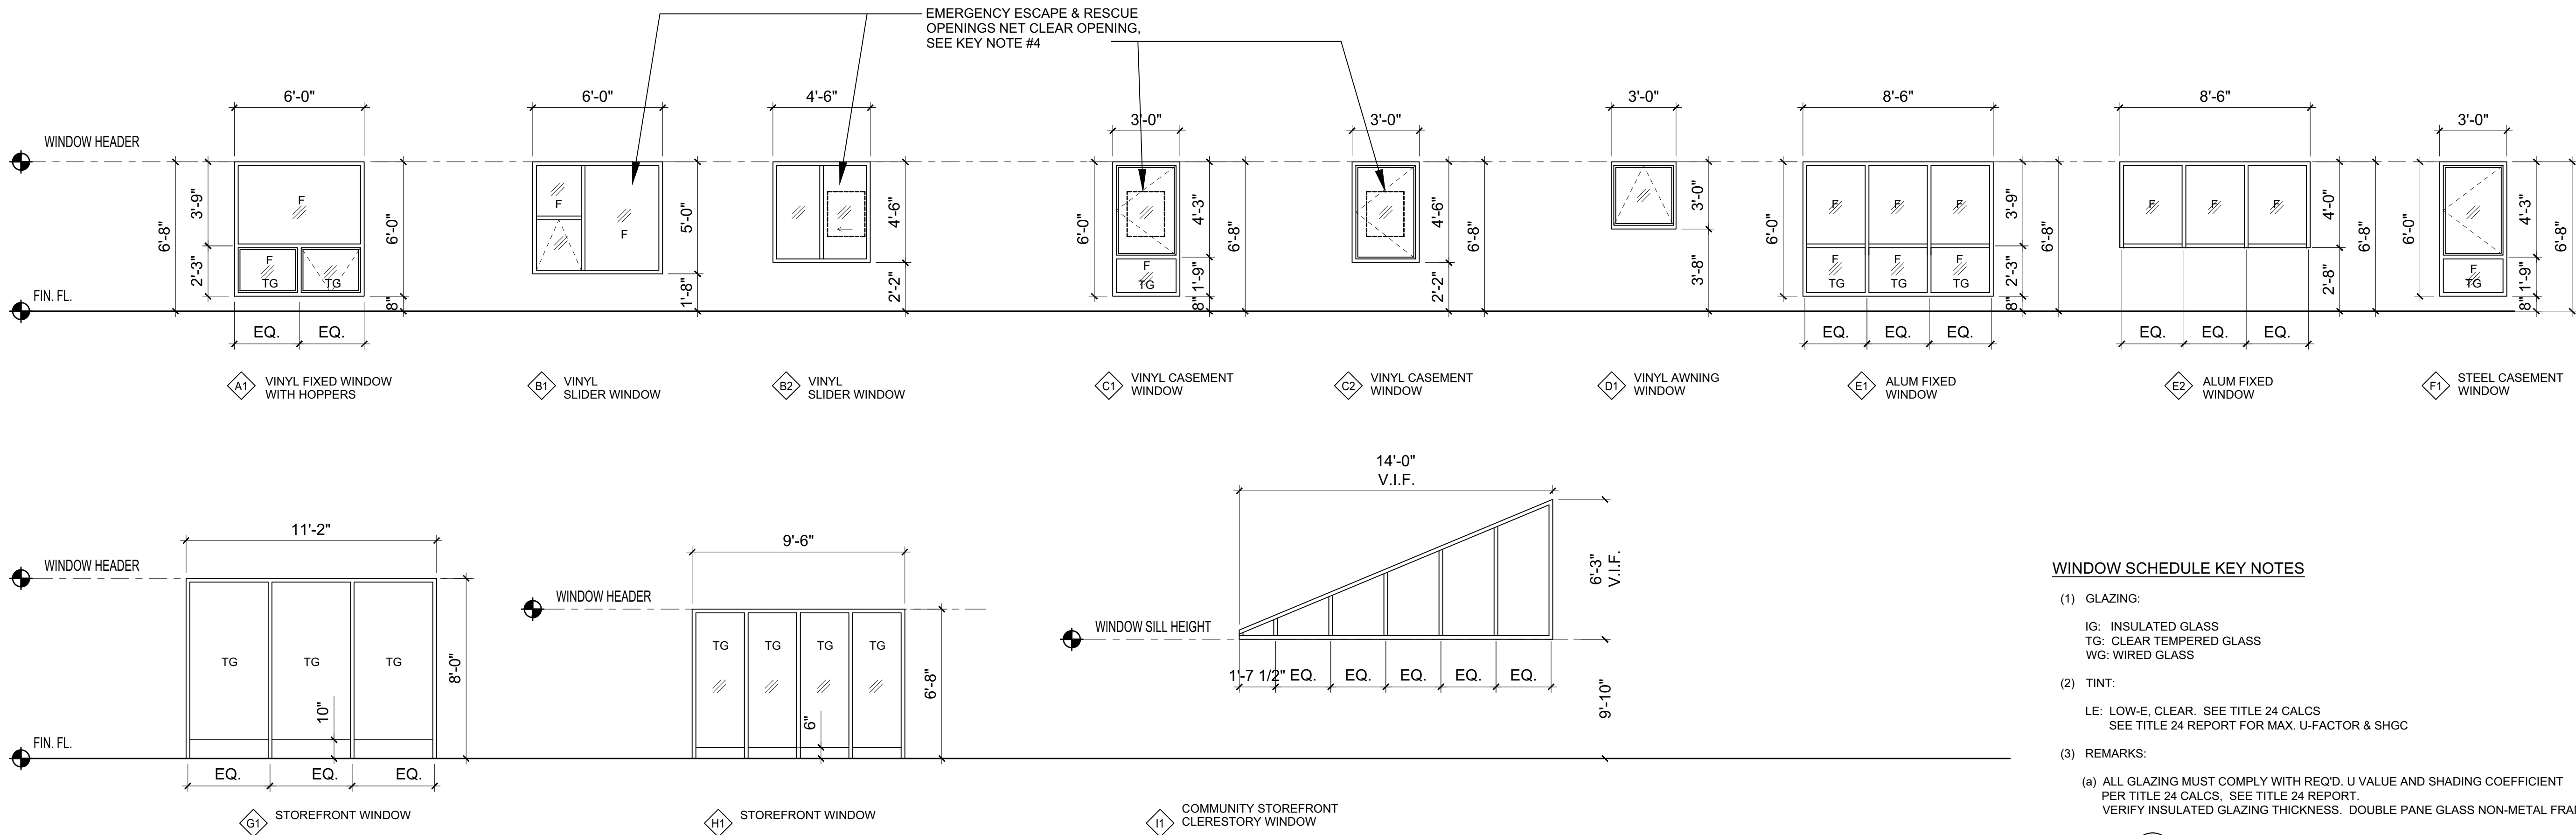 EMERGENCY ESCAPE & RESCUE
OPENINGS NET CLEAR OPENING,
SEE KEY NOTE #4
WINDOW HEADER
FIN. FL.
6'-0"
6'-8"
3'-9"
2'-3"
6'-0"
8"
F
F
TG
TG
EQ.
EQ.
A1
VINYL FIXED WINDOW
WITH HOPPERS
6'-0"
F
F
5'-0"
1'-8"
B1
VINYL
SLIDER WINDOW
4'-6"
4'-6"
2'-2"
B2
VINYL
SLIDER WINDOW
3'-0"
6'-0"
F
TG
4'-3"
1'-9"
8"
6'-8"
C1
VINYL CASEMENT
WINDOW
3'-0"
4'-6"
2'-2"
6'-8"
C2
VINYL CASEMENT
WINDOW
3'-0"
3'-0"
3'-8"
D1
VINYL AWNING
WINDOW
8'-6"
6'-0"
F
F
F
F
F
F
TG
TG
TG
3'-9"
2'-3"
8"
6'-8"
EQ.
EQ.
EQ.
E1
ALUM FIXED
WINDOW
8'-6"
F
F
F
4'-0"
2'-8"
6'-8"
EQ.
EQ.
EQ.
E2
ALUM FIXED
WINDOW
3'-0"
6'-0"
F
TG
4'-3"
1'-9"
8"
6'-8"
F1
STEEL CASEMENT
WINDOW
WINDOW HEADER
FIN. FL.
11'-2"
TG
TG
TG
10"
8'-0"
EQ.
EQ.
EQ.
G1
STOREFRONT WINDOW
WINDOW HEADER
9'-6"
TG
TG
TG
TG
6"
6'-8"
H1
STOREFRONT WINDOW
14'-0"
V.I.F.
WINDOW SILL HEIGHT
6'-3"
V.I.F.
9'-10"
1'-7 1/2"
EQ.
EQ.
EQ.
EQ.
EQ.
I1
COMMUNITY STOREFRONT
CLERESTORY WINDOW
WINDOW SCHEDULE KEY NOTES
(1) GLAZING:
IG: INSULATED GLASS
TG: CLEAR TEMPERED GLASS
WG: WIRED GLASS
(2) TINT:
LE: LOW-E, CLEAR. SEE TITLE 24 CALCS
SEE TITLE 24 REPORT FOR MAX. U-FACTOR & SHGC
(3) REMARKS:
(a) ALL GLAZING MUST COMPLY WITH REQ'D. U VALUE AND SHADING COEFFICIENT
PER TITLE 24 CALCS, SEE TITLE 24 REPORT.
VERIFY INSULATED GLAZING THICKNESS. DOUBLE PANE GLASS NON-METAL